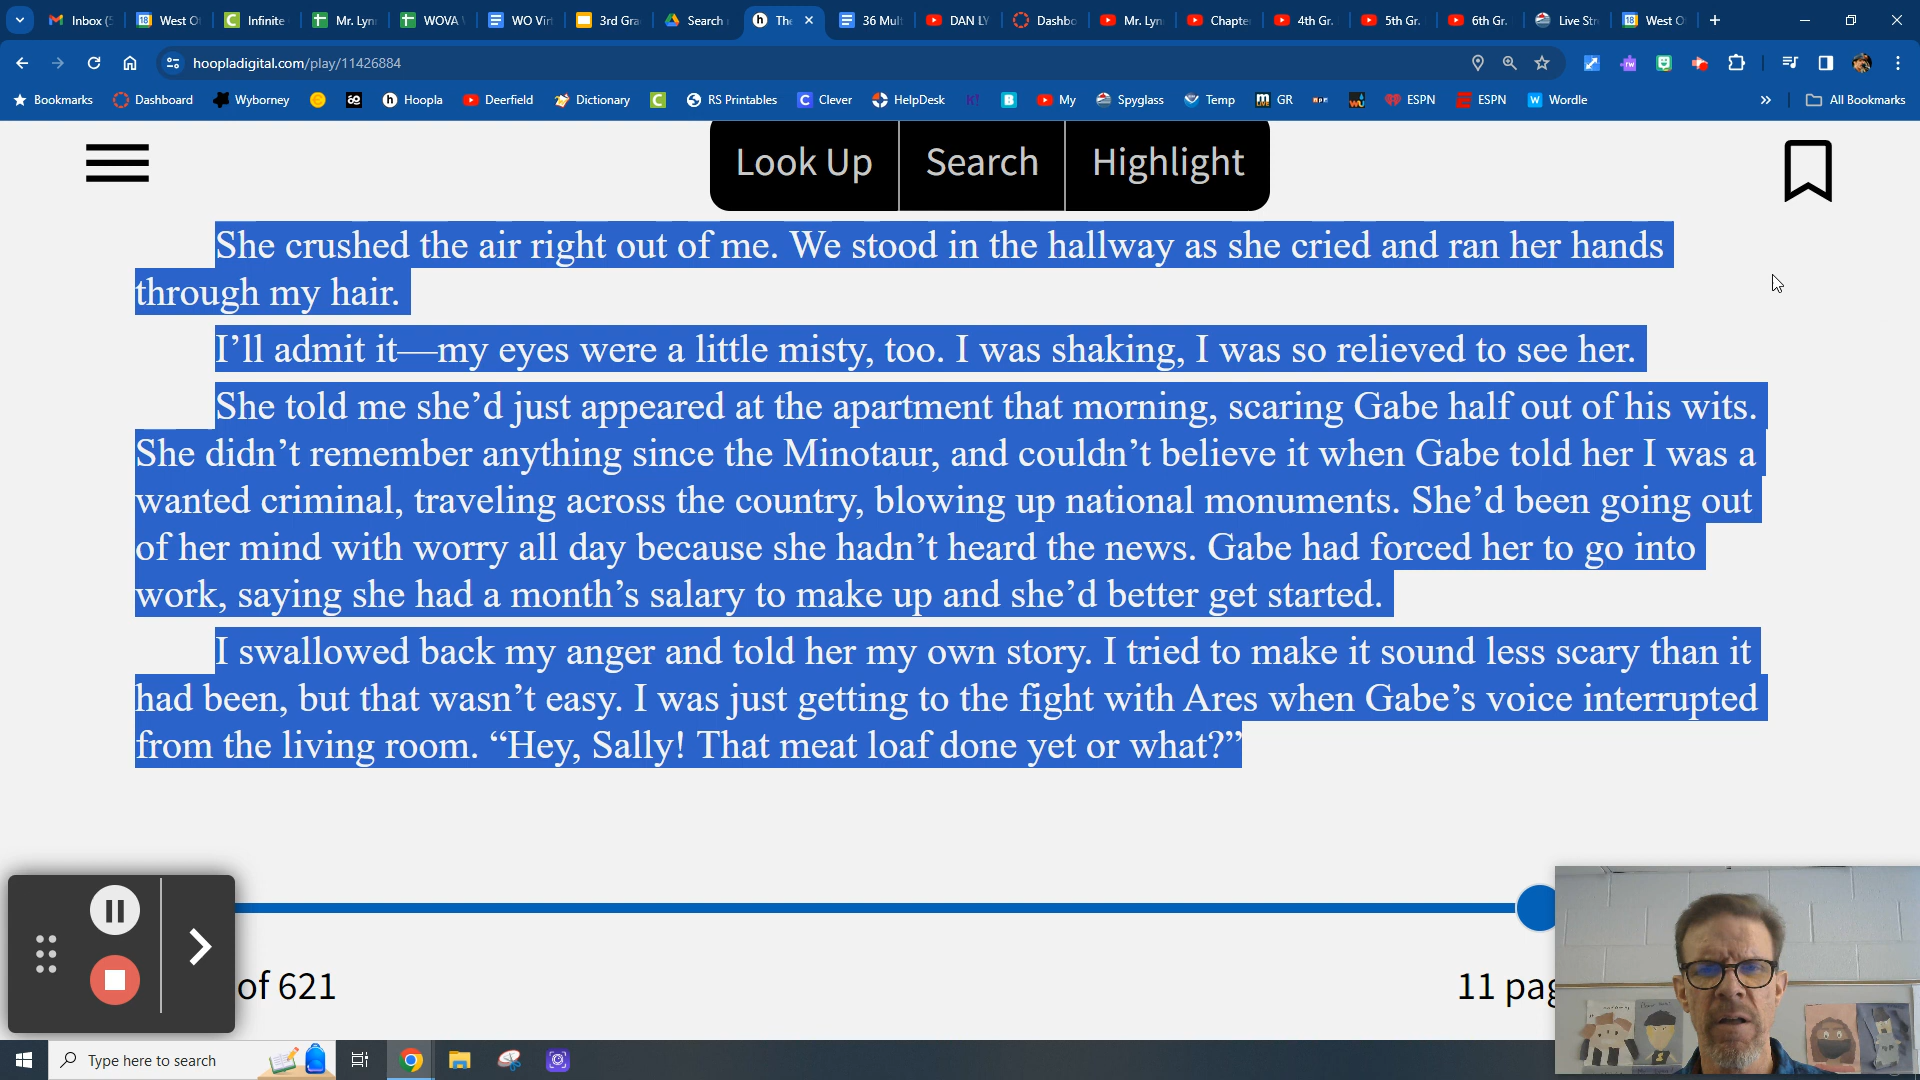 Inbox (5
West O
Infinite
Mr. Lyn
WOVA
WO Vir
3rd Gra
Search
The
36 Mul
DAN LY
Dashbo
Mr. Lyn
Chapte
4th Gr.
5th Gr.
6th Gr.
Live Str
West O
hoopladigital.com/play/11426884
Bookmarks
Dashboard
Wyborney
Hoopla
Deerfield
Dictionary
RS Printables
Clever
HelpDesk
My
Spyglass
Temp
GR
ESPN
ESPN
Wordle
All Bookmarks
Look Up
Search
Highlight
She crushed the air right out of me. We stood in the hallway as she cried and ran her hands
through my hair.
I’ll admit it—my eyes were a little misty, too. I was shaking, I was so relieved to see her.
She told me she’d just appeared at the apartment that morning, scaring Gabe half out of his wits.
She didn’t remember anything since the Minotaur, and couldn’t believe it when Gabe told her I was a
wanted criminal, traveling across the country, blowing up national monuments. She’d been going out
of her mind with worry all day because she hadn’t heard the news. Gabe had forced her to go into
work, saying she had a month’s salary to make up and she’d better get started.
I swallowed back my anger and told her my own story. I tried to make it sound less scary than it
had been, but that wasn’t easy. I was just getting to the fight with Ares when Gabe’s voice interrupted
from the living room. “Hey, Sally! That meat loaf done yet or what?”
of 621
11 pag
Type here to search